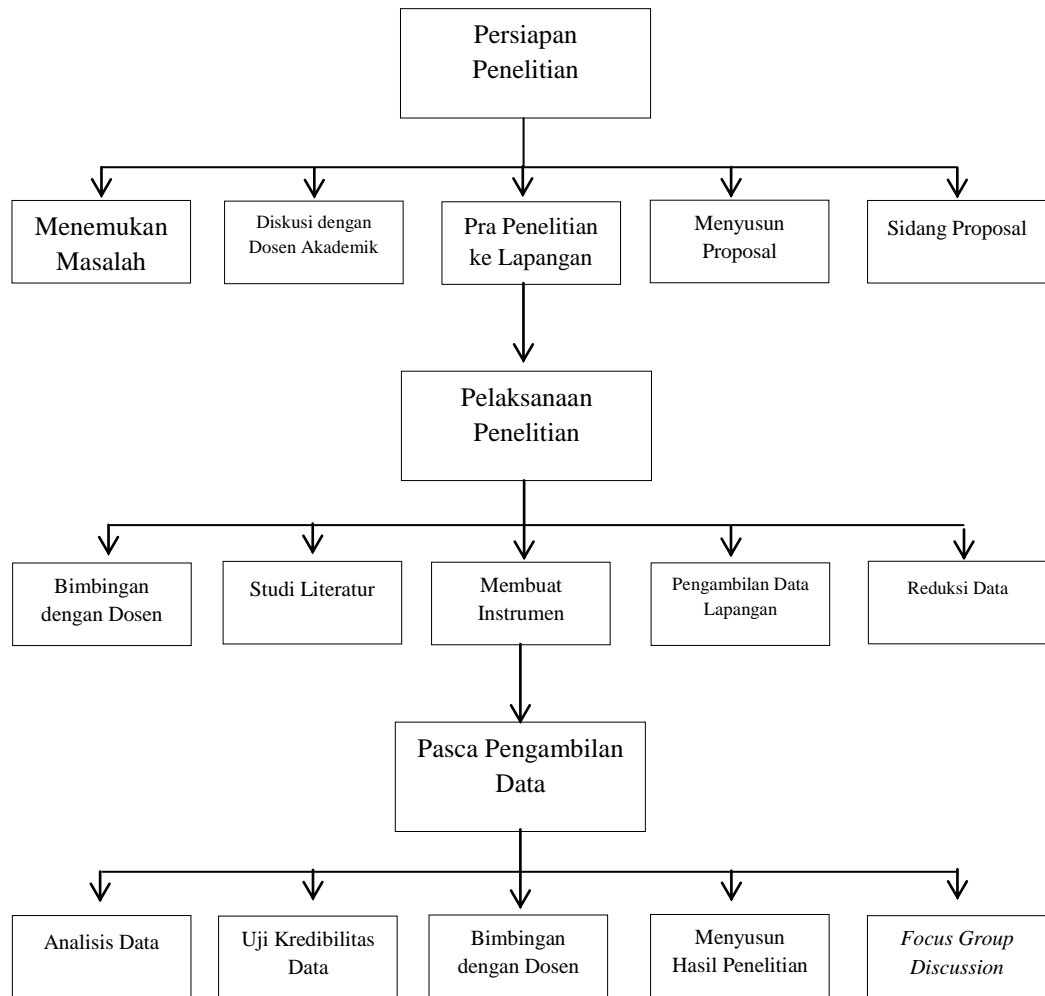 Persiapan
Penelitian
Menemukan
Masalah
Diskusi dengan
Dosen Akademik
Pra Penelitian
ke Lapangan
Menyusun
Proposal
Sidang Proposal
Pelaksanaan
Penelitian
Bimbingan
dengan Dosen
Studi Literatur
Membuat
Instrumen
Pengambilan Data
Lapangan
Reduksi Data
Pasca Pengambilan
Data
Analisis Data
Uji Kredibilitas
Data
Bimbingan
dengan Dosen
Menyusun
Hasil Penelitian
Focus Group
Discussion